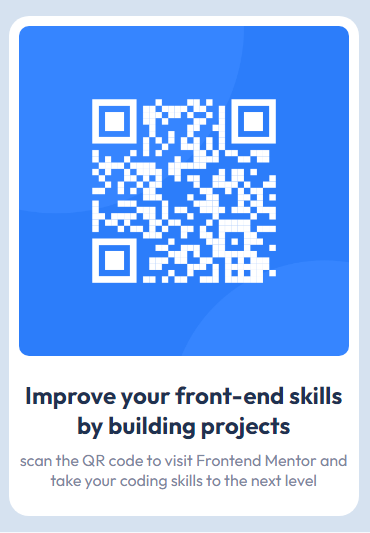 Improve your front-end skills
by building projects
scan the QR code to visit Frontend Mentor and
take your coding skills to the next level